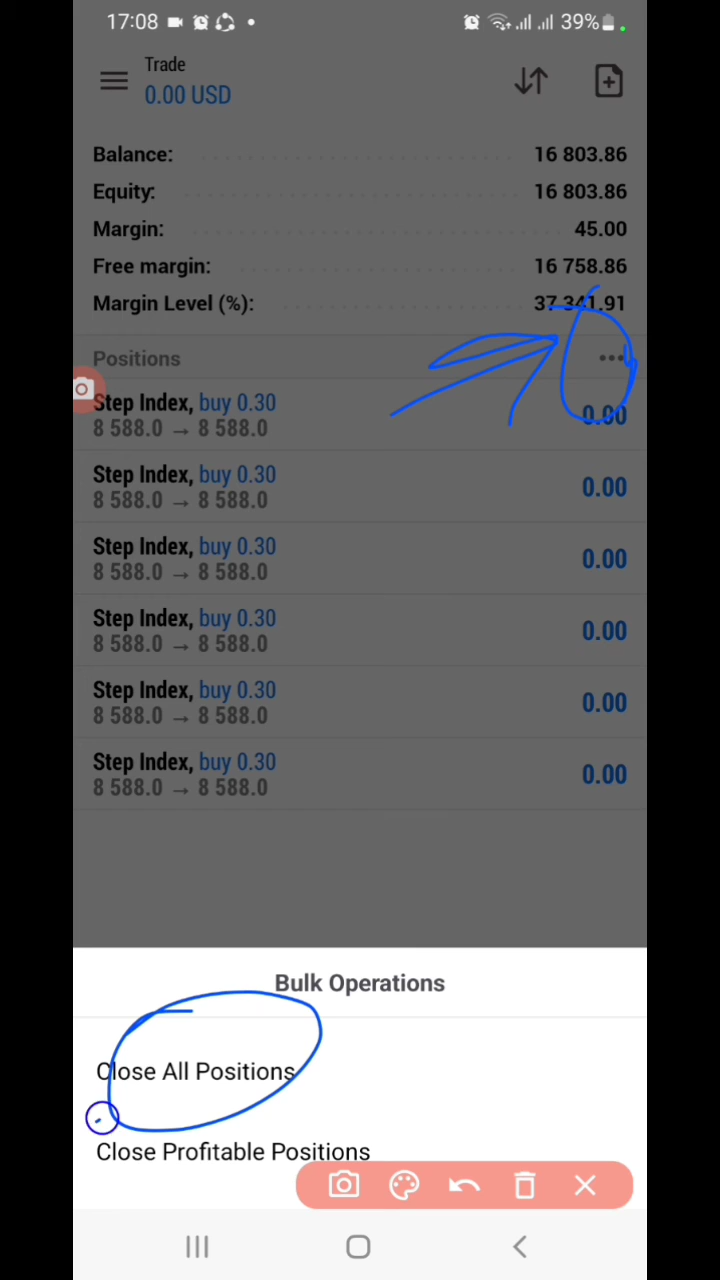 17:08
39%
Trade
0.00 USD
Balance: 16 803.86
Equity: 16 803.86
Margin: 45.00
Free margin: 16 758.86
Margin Level (%): 37 341.91
Positions
Step Index, buy 0.30
8 588.0 → 8 588.0
0.00
Step Index, buy 0.30
8 588.0 → 8 588.0
0.00
Step Index, buy 0.30
8 588.0 → 8 588.0
0.00
Step Index, buy 0.30
8 588.0 → 8 588.0
0.00
Step Index, buy 0.30
8 588.0 → 8 588.0
0.00
Step Index, buy 0.30
8 588.0 → 8 588.0
0.00
Bulk Operations
Close All Positions
Close Profitable Positions